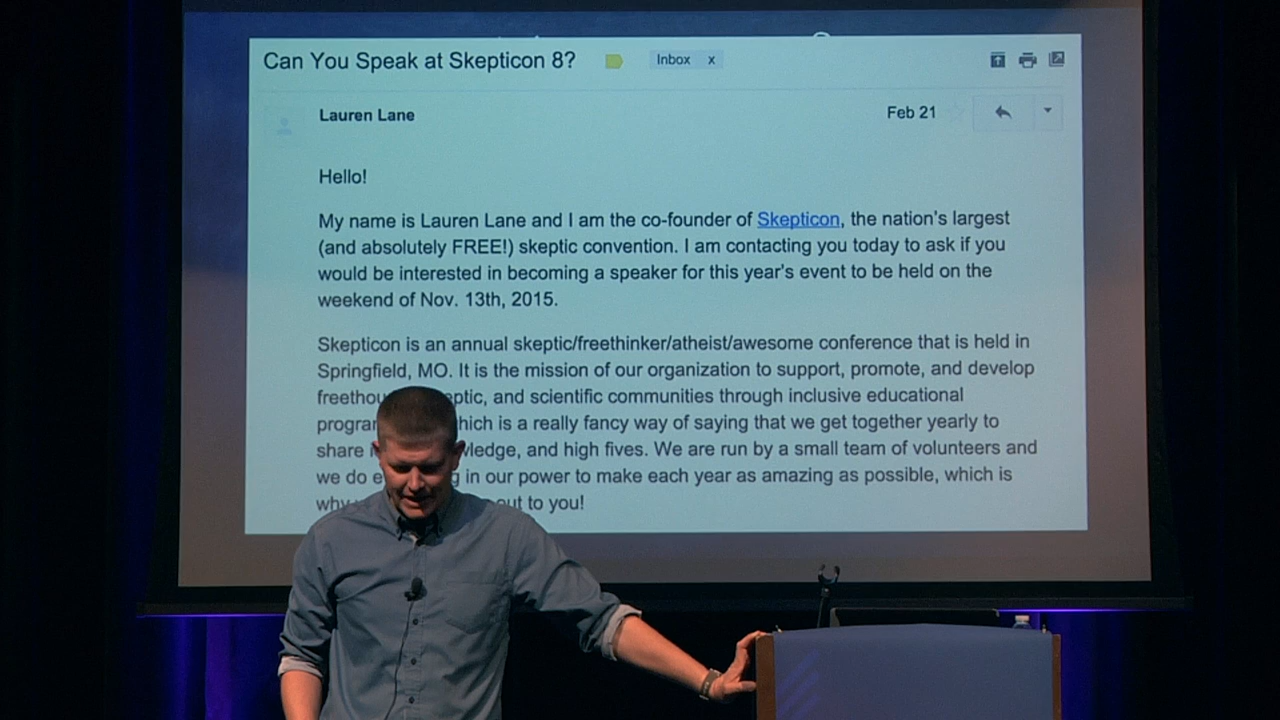 Can You Speak at Skepticon 8?
Inbox x
Lauren Lane
Feb 21
Hello!
My name is Lauren Lane and I am the co-founder of Skepticon, the nation's largest
(and absolutely FREE!) skeptic convention. I am contacting you today to ask if you
would be interested in becoming a speaker for this year's event to be held on the
weekend of Nov. 13th, 2015.
Skepticon is an annual skeptic/freethinker/atheist/awesome conference that is held in
Springfield, MO. It is the mission of our organization to support, promote, and develop
and scientific communities through inclusive educational
is a really fancy way of saying that we get together yearly to
share and high fives. We are run by a small team of volunteers and
we do in our power to make each year as amazing as possible, which is
why to you!